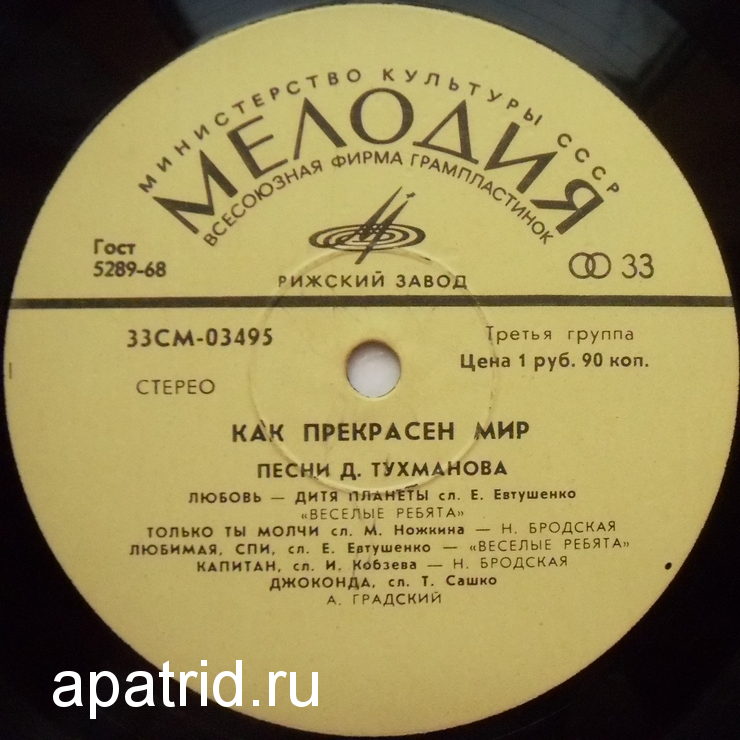 МИНИСТЕРСТВО КУЛЬТУРЫ СССР
МЕЛОДИЯ
ВСЕСОЮЗНАЯ ФИРМА ГРАМПЛАСТИНОК
Гост
5289-68
33
РИЖСКИЙ ЗАВОД
33СМ-03495
Третья группа
Цена 1 руб. 90 коп.
СТЕРЕО
КАК ПРЕКРАСЕН МИР
ПЕСНИ Д. ТУХМАНОВА
ЛЮБОВЬ — ДИТЯ ПЛАНЕТЫ сл. Е. Евтушенко
«ВЕСЕЛЫЕ РЕБЯТА»
ТОЛЬКО ТЫ МОЛЧИ сл. М. Ножкина — Н. БРОДСКАЯ
ЛЮБИМАЯ, СПИ, сл. Е. Евтушенко — «ВЕСЕЛЫЕ РЕБЯТА»
КАПИТАН, сл. И. Кобзева — Н. БРОДСКАЯ
ДЖОКОНДА, сл. Т. Сашко
А. ГРАДСКИЙ
apatrid.ru